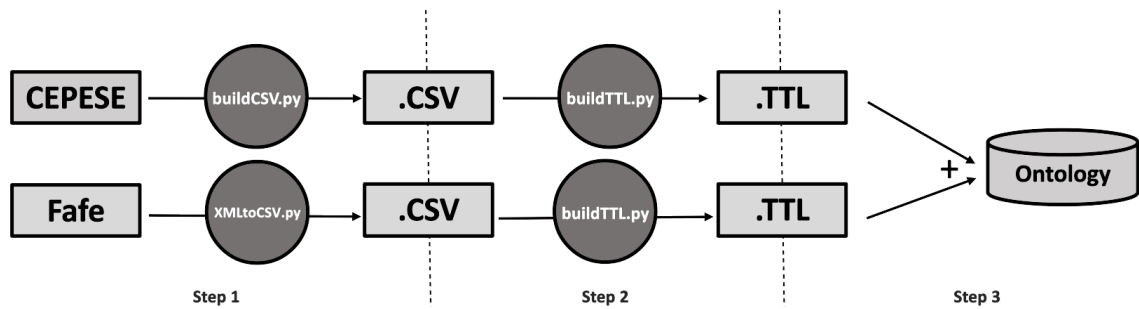 CEPESE
buildCSV.py
.CSV
buildTTL.py
.TTL
+
Ontology
Fafe
XMLtoCSV.py
.CSV
buildTTL.py
.TTL
Step 1
Step 2
Step 3